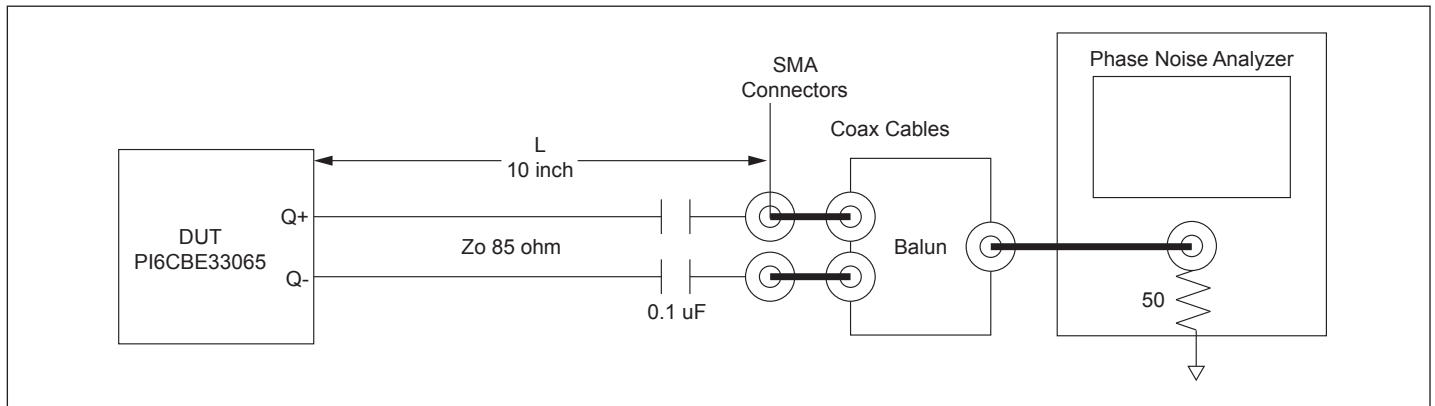 SMA
Connectors
Phase Noise Analyzer
Coax Cables
L
10 inch
Q+
DUT
PI6CBE33065
Zo 85 ohm
Balun
Q-
0.1 uF
50